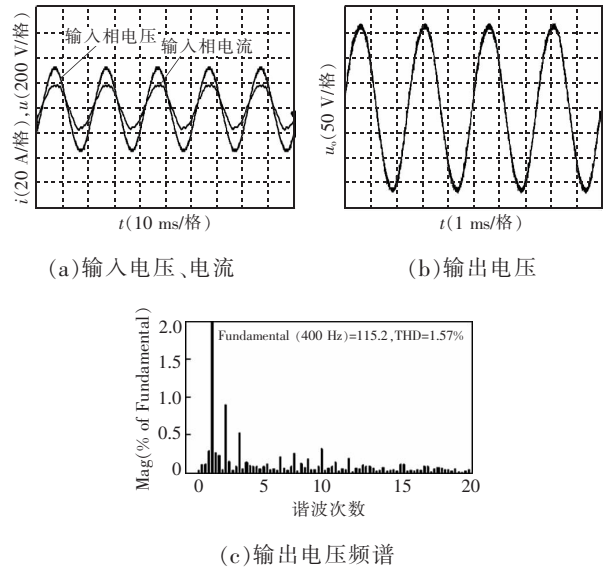 输入相电压
输入相电流
i(20 A/格), u(200 V/格)
t(10 ms/格)
(a)输入电压、电流
uo(50 V/格)
t(1 ms/格)
(b)输出电压
Mag(% of Fundamental)
2.0
1.5
1.0
0.5
0
Fundamental (400 Hz)=115.2,THD=1.57%
0 5 10 15 20
谐波次数
(c)输出电压频谱